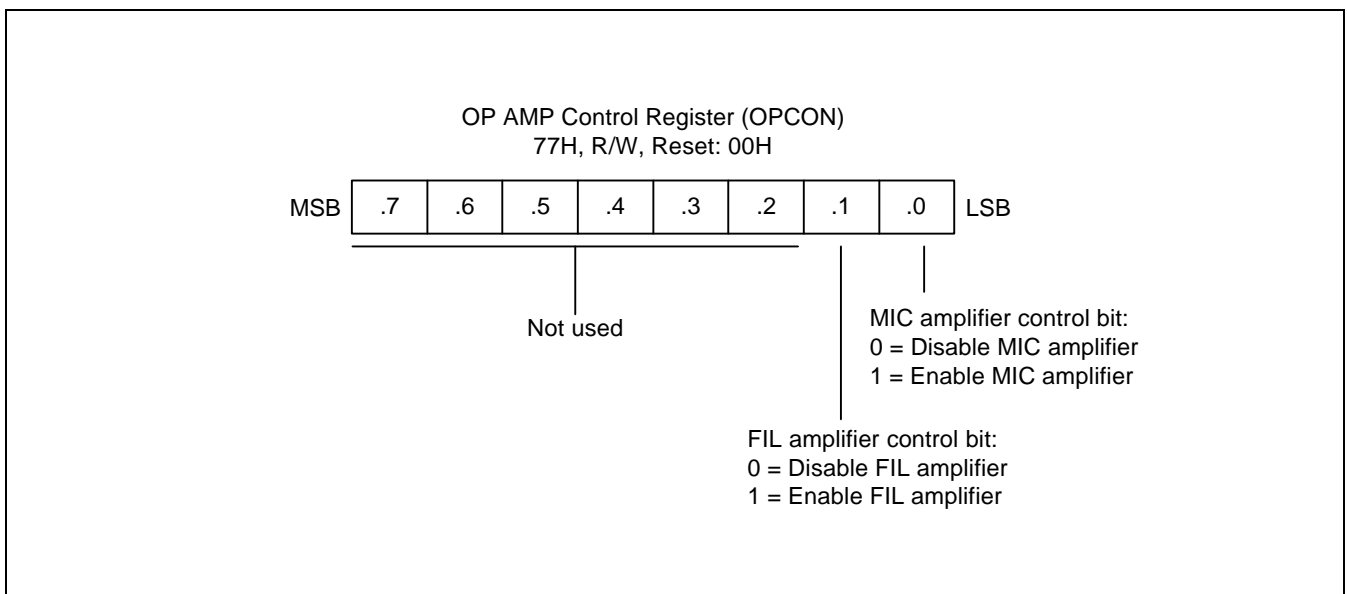 OP AMP Control Register (OPCON)
77H, R/W, Reset: 00H
MSB .7 .6 .5 .4 .3 .2 .1 .0 LSB
Not used
MIC amplifier control bit:
0 = Disable MIC amplifier
1 = Enable MIC amplifier
FIL amplifier control bit:
0 = Disable FIL amplifier
1 = Enable FIL amplifier